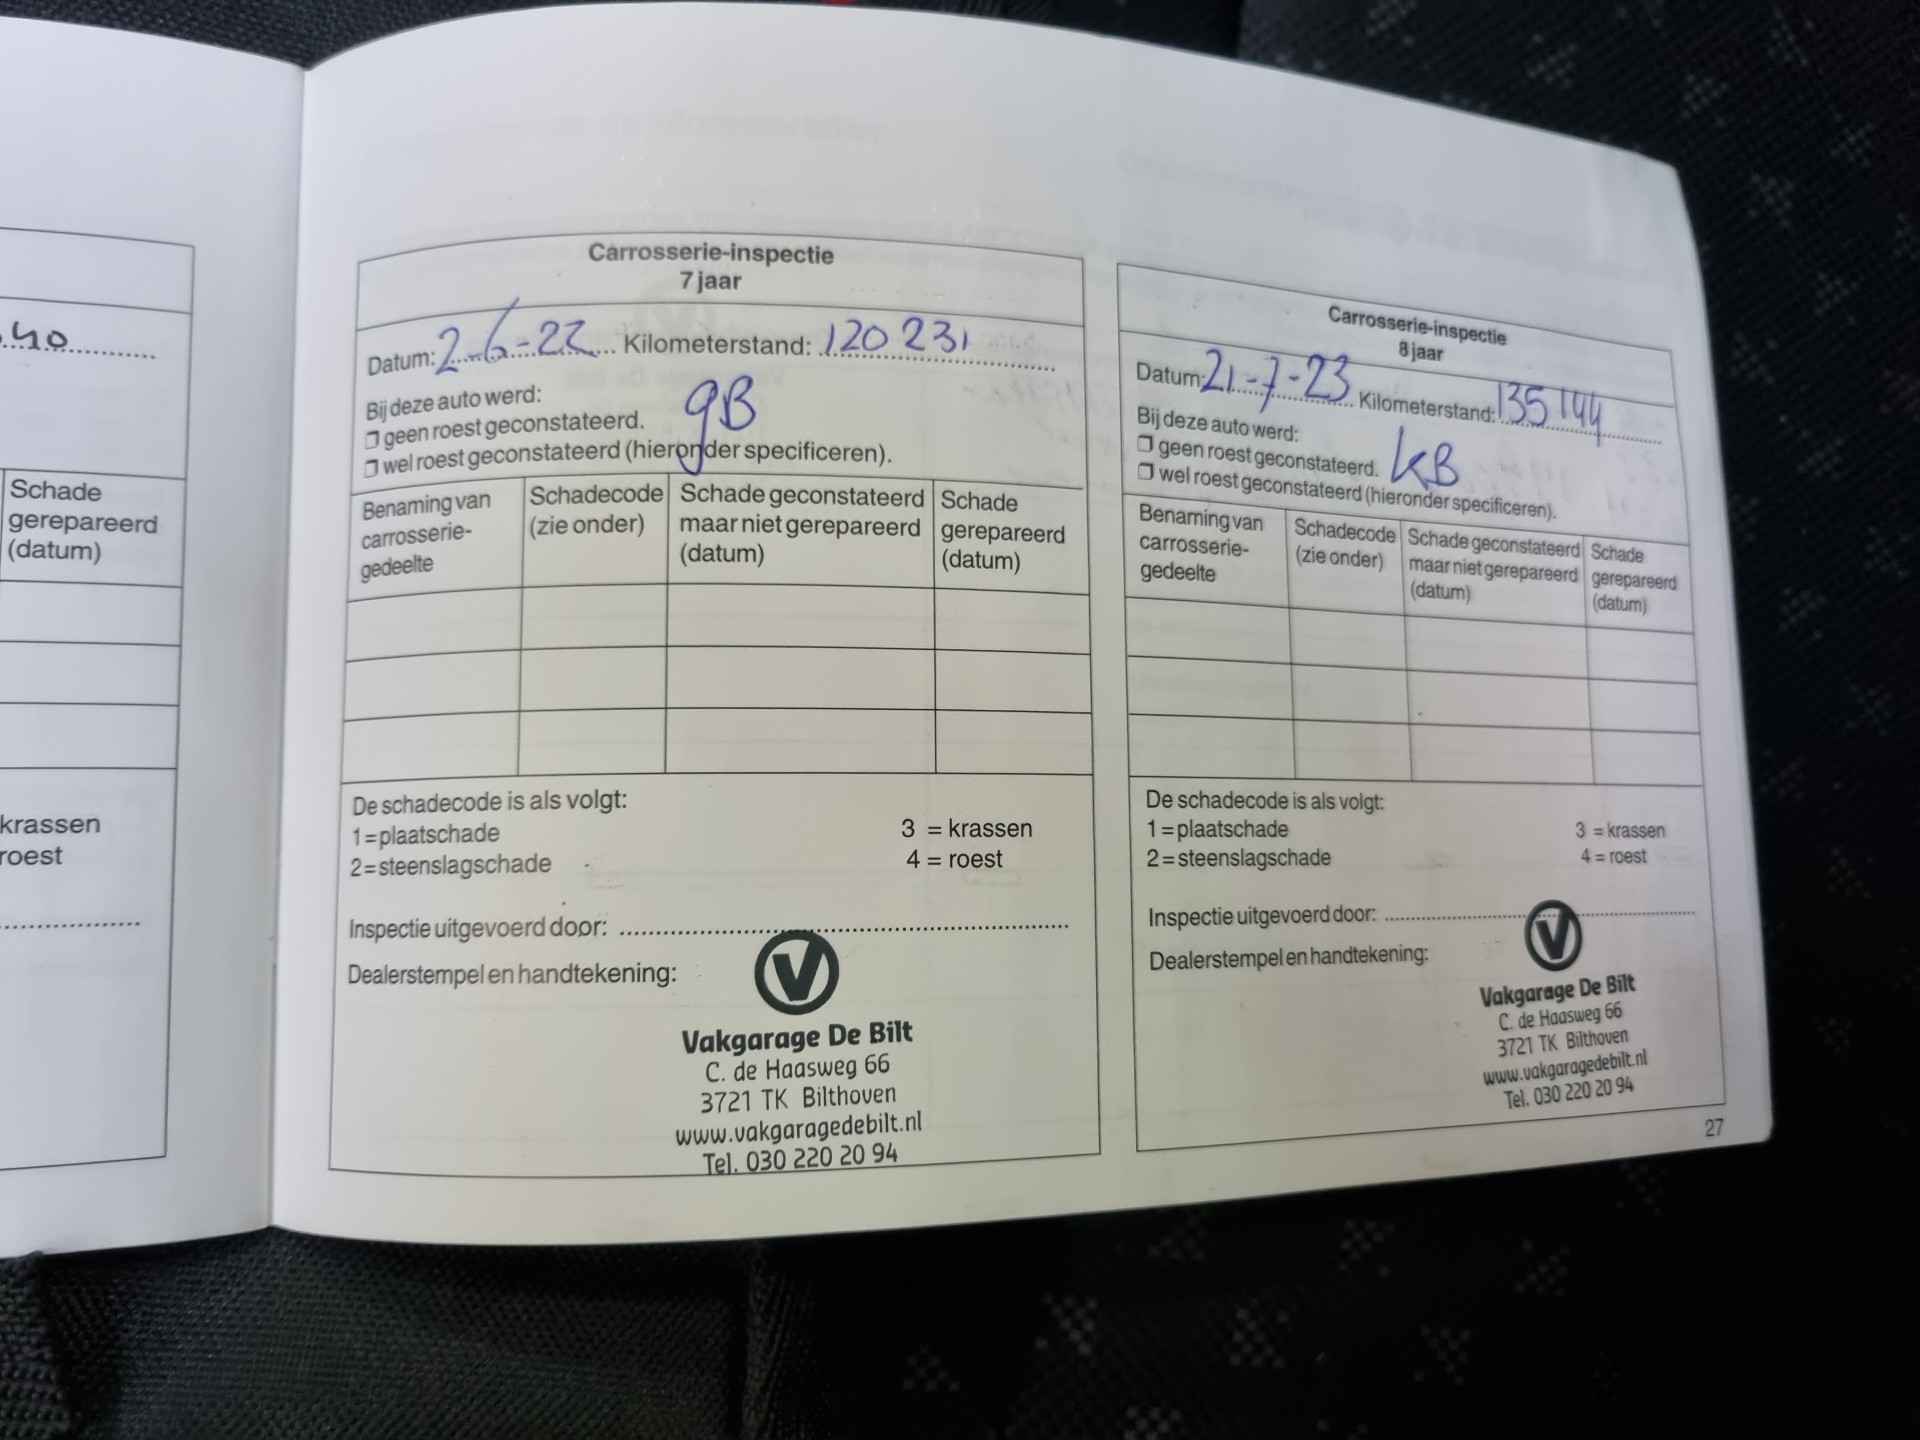 40
Schade
gerepareerd
(datum)
krassen
roest
Carrosserie-inspectie
7 jaar
Datum: 2-6-22 Kilometerstand: 120 231
Bij deze auto werd:
❐ geen roest geconstateerd. gB
❐ wel roest geconstateerd (hieronder specificeren).
Benaming van carrosserie-gedeelte Schadecode (zie onder) Schade geconstateerd maar niet gerepareerd (datum) Schade gerepareerd (datum)
De schadecode is als volgt:
1 = plaatschade 3 = krassen
2 = steenslagschade 4 = roest
Inspectie uitgevoerd door:
Dealerstempel en handtekening:
V
Vakgarage De Bilt
C. de Haasweg 66
3721 TK Bilthoven
www.vakgaragedebilt.nl
Tel. 030 220 20 94
Carrosserie-inspectie
8 jaar
Datum: 21-7-23 Kilometerstand: 135 144
Bij deze auto werd:
❐ geen roest geconstateerd. KB
❐ wel roest geconstateerd (hieronder specificeren).
Benaming van carrosserie-gedeelte Schadecode (zie onder) Schade geconstateerd maar niet gerepareerd (datum) Schade gerepareerd (datum)
De schadecode is als volgt:
1 = plaatschade 3 = krassen
2 = steenslagschade 4 = roest
Inspectie uitgevoerd door:
Dealerstempel en handtekening:
V
Vakgarage De Bilt
C. de Haasweg 66
3721 TK Bilthoven
www.vakgaragedebilt.nl
Tel. 030 220 20 94
27